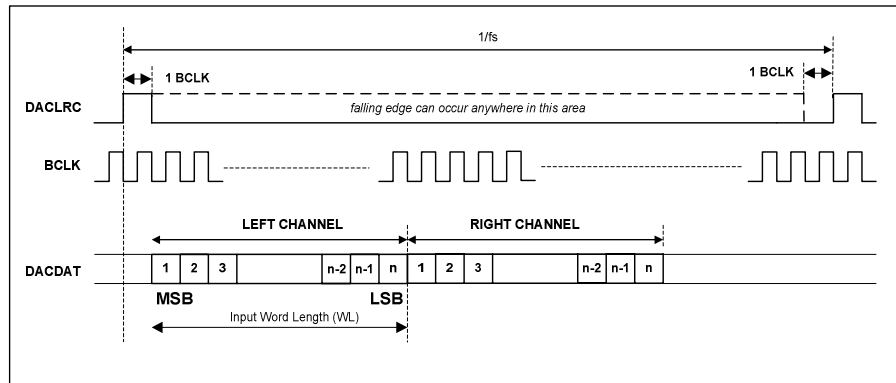 1/fs
1 BCLK
1 BCLK
DACLRC
falling edge can occur anywhere in this area
BCLK
LEFT CHANNEL
RIGHT CHANNEL
DACDAT
1 2 3 n-2 n-1 n 1 2 3 n-2 n-1 n
MSB LSB
Input Word Length (WL)